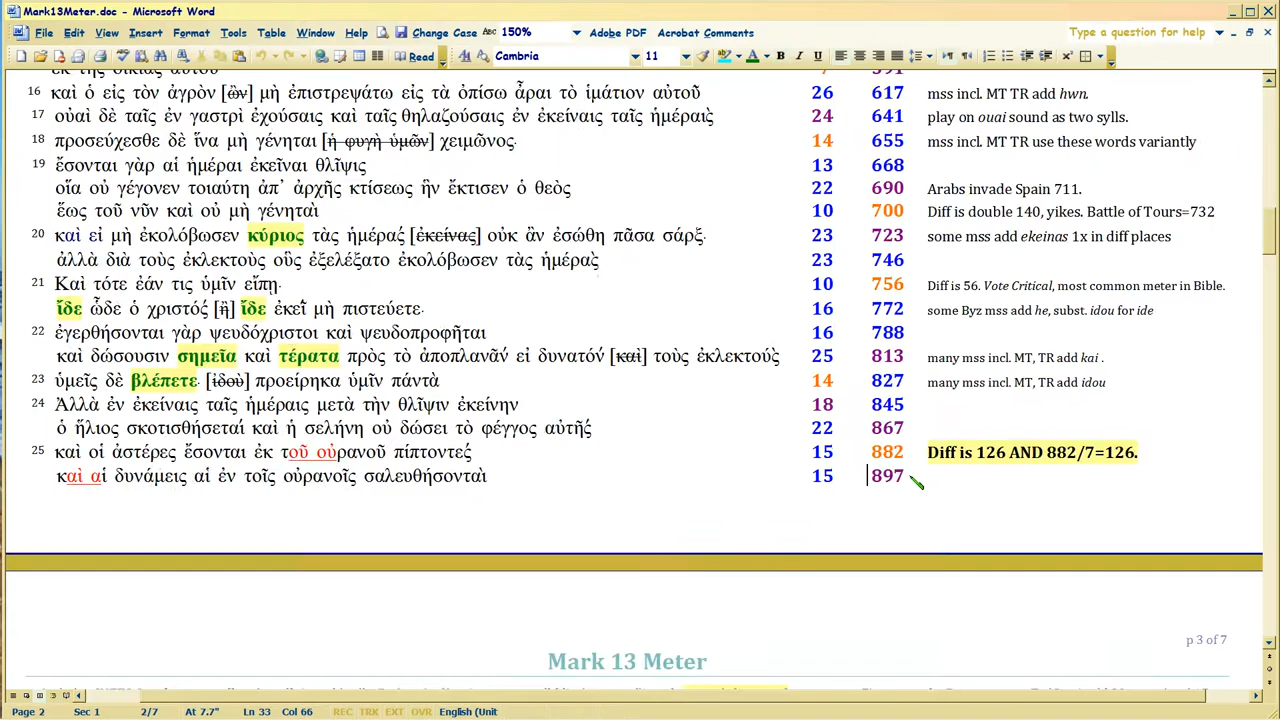 Mark13Meter.doc - Microsoft Word
File Edit View Insert Format Tools Table Window Help Change Case 150% Adobe PDF Acrobat Comments Type a question for help
Read Cambria 11
ἐκ τῆς οἰκίας αὐτοῦ 7 591
16 καὶ ὁ εἰς τὸν ἀγρὸν [ὢν] μὴ ἐπιστρεψάτω εἰς τὰ ὀπίσω ἆραι τὸ ἱμάτιον αὐτοῦ 26 617 mss incl. MT TR add hwn.
17 οὐαὶ δὲ ταῖς ἐν γαστρὶ ἐχούσαις καὶ ταῖς θηλαζούσαις ἐν ἐκείναις ταῖς ἡμέραις 24 641 play on ouai sound as two sylls.
18 προσεύχεσθε δὲ ἵνα μὴ γένηται [ἡ φυγὴ ὑμῶν] χειμῶνος. 14 655 mss incl. MT TR use these words variantly
19 ἔσονται γὰρ αἱ ἡμέραι ἐκεῖναι θλῖψις 13 668
οἵα οὐ γέγονεν τοιαύτη ἀπ᾽ ἀρχῆς κτίσεως ἣν ἔκτισεν ὁ θεὸς 22 690 Arabs invade Spain 711.
ἕως τοῦ νῦν καὶ οὐ μὴ γένηται 10 700 Diff is double 140, yikes. Battle of Tours=732
20 καὶ εἰ μὴ ἐκολόβωσεν κύριος τὰς ἡμέρας [ἐκείνας] οὐκ ἂν ἐσώθη πᾶσα σάρξ. 23 723 some mss add ekeinas 1x in diff places
ἀλλὰ διὰ τοὺς ἐκλεκτοὺς οὓς ἐξελέξατο ἐκολόβωσεν τὰς ἡμέρας 23 746
21 Καὶ τότε ἐάν τις ὑμῖν εἴπῃ. 10 756 Diff is 56. Vote Critical, most common meter in Bible.
ἴδε ὧδε ὁ χριστός [ἢ] ἴδε ἐκεῖ μὴ πιστεύετε. 16 772 some Byz mss add he, subst. idou for ide
22 ἐγερθήσονται γὰρ ψευδόχριστοι καὶ ψευδοπροφῆται 16 788
καὶ δώσουσιν σημεῖα καὶ τέρατα πρὸς τὸ ἀποπλανᾶν εἰ δυνατόν [καὶ] τοὺς ἐκλεκτούς 25 813 many mss incl. MT, TR add kai .
23 ὑμεῖς δὲ βλέπετε. [ἰδοὺ] προείρηκα ὑμῖν πάντα 14 827 many mss incl. MT, TR add idou
24 Ἀλλὰ ἐν ἐκείναις ταῖς ἡμέραις μετὰ τὴν θλῖψιν ἐκείνην 18 845
ὁ ἥλιος σκοτισθήσεται καὶ ἡ σελήνη οὐ δώσει τὸ φέγγος αὐτῆς 22 867
25 καὶ οἱ ἀστέρες ἔσονται ἐκ τοῦ οὐρανοῦ πίπτοντες 15 882 Diff is 126 AND 882/7=126.
καὶ αἱ δυνάμεις αἱ ἐν τοῖς οὐρανοῖς σαλευθήσονται 15 897
p 3 of 7
Mark 13 Meter
Page 2 Sec 1 2/7 At 7.7" Ln 33 Col 66 REC TRK EXT OVR English (Unit